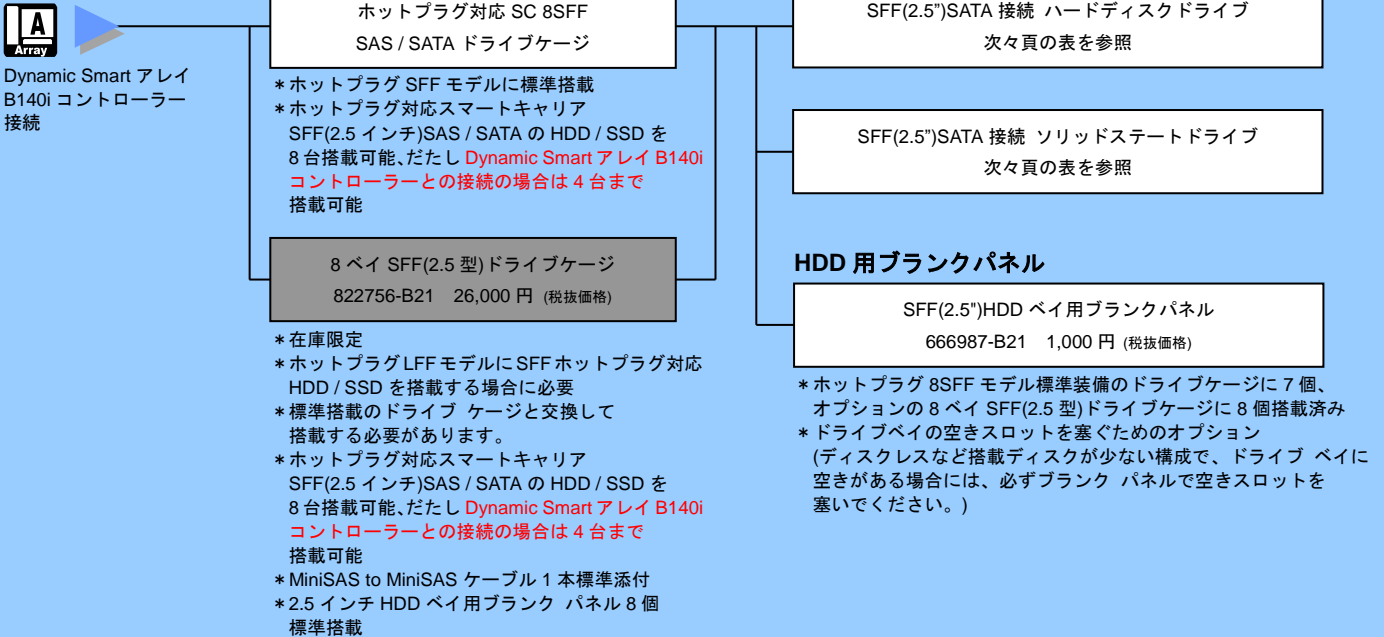 A
Array
Dynamic Smart アレイ
B140i コントローラー
接続
ホットプラグ対応 SC 8SFF
SAS / SATA ドライブケージ
＊ホットプラグ SFF モデルに標準搭載
＊ホットプラグ対応スマートキャリア
SFF(2.5 インチ)SAS / SATA の HDD / SSD を
8 台搭載可能、だたし Dynamic Smart アレイ B140i
コントローラーとの接続の場合は 4 台まで
搭載可能
8 ベイ SFF(2.5 型)ドライブケージ
822756-B21 26,000 円 (税抜価格)
＊在庫限定
＊ホットプラグ LFF モデルに SFF ホットプラグ対応
HDD / SSD を搭載する場合に必要
＊標準搭載のドライブ ケージと交換して
搭載する必要があります。
＊ホットプラグ対応スマートキャリア
SFF(2.5 インチ)SAS / SATA の HDD / SSD を
8 台搭載可能、だたし Dynamic Smart アレイ B140i
コントローラーとの接続の場合は 4 台まで
搭載可能
＊MiniSAS to MiniSAS ケーブル 1 本標準添付
＊2.5 インチ HDD ベイ用ブランク パネル 8 個
標準搭載
SFF(2.5")SATA 接続 ハードディスクドライブ
次々頁の表を参照
SFF(2.5")SATA 接続 ソリッドステートドライブ
次々頁の表を参照
HDD 用ブランクパネル
SFF(2.5")HDD ベイ用ブランクパネル
666987-B21 1,000 円 (税抜価格)
＊ホットプラグ 8SFF モデル標準装備のドライブケージに 7 個、
オプションの 8 ベイ SFF(2.5 型)ドライブケージに 8 個搭載済み
＊ドライブベイの空きスロットを塞ぐためのオプション
(ディスクレスなど搭載ディスクが少ない構成で、ドライブ ベイに
空きがある場合には、必ずブランク パネルで空きスロットを
塞いでください。)